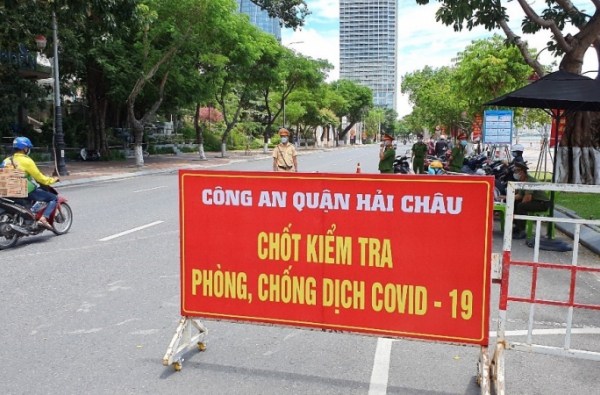 CÔNG AN QUẬN HẢI CHÂU
CHỐT KIỂM TRA
PHÒNG, CHỐNG DỊCH COVID - 19